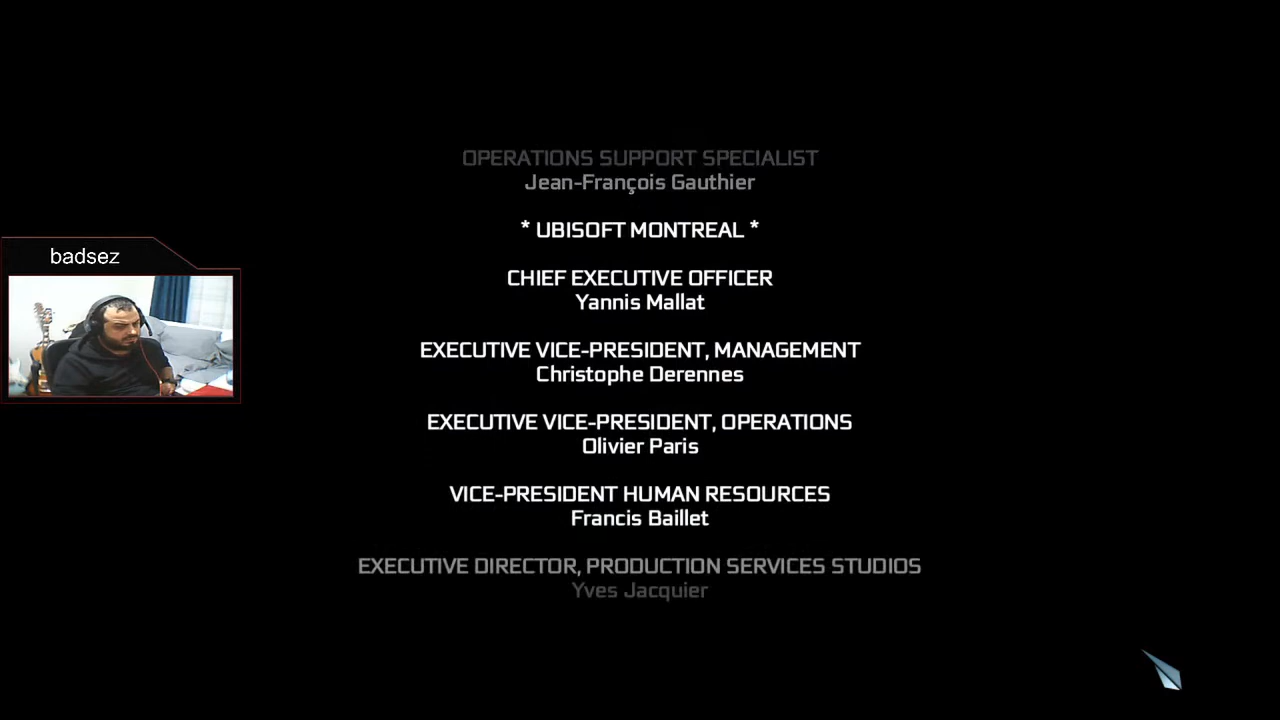 OPERATIONS SUPPORT SPECIALIST
Jean-François Gauthier
* UBISOFT MONTREAL *
badsez
CHIEF EXECUTIVE OFFICER
Yannis Mallat
EXECUTIVE VICE-PRESIDENT, MANAGEMENT
Christophe Derennes
EXECUTIVE VICE-PRESIDENT, OPERATIONS
Olivier Paris
VICE-PRESIDENT HUMAN RESOURCES
Francis Baillet
EXECUTIVE DIRECTOR, PRODUCTION SERVICES STUDIOS
Yves Jacquier